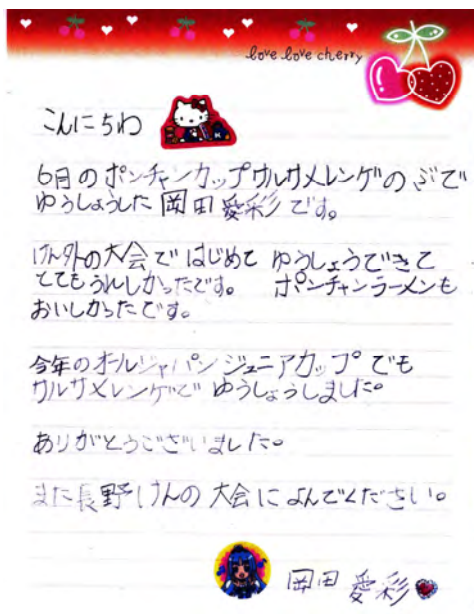 love love cherry
こんにちわ
6月のポンチャンカップサルサメレンゲのぶで
ゆうしょうした岡田愛彩です。
けん外の大会ではじめてゆうしょうできて
とてもうれしかったです。 ポンチャンラーメンも
おいしかったです。
今年のオールジャパンジュニアカップでも
サルサメレンゲでゆうしょうしました。
ありがとうございました。
また長野けんの大会によんでください。
岡田愛彩